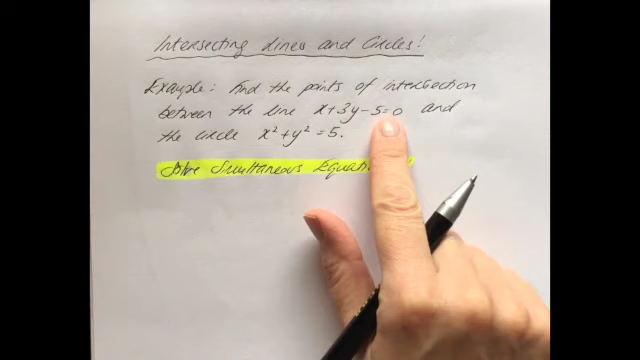 Intersecting Lines and Circles!
Example: Find the points of intersection
between the line x+3y-5=0 and
the circle x²+y²=5.
Solve Simultaneous